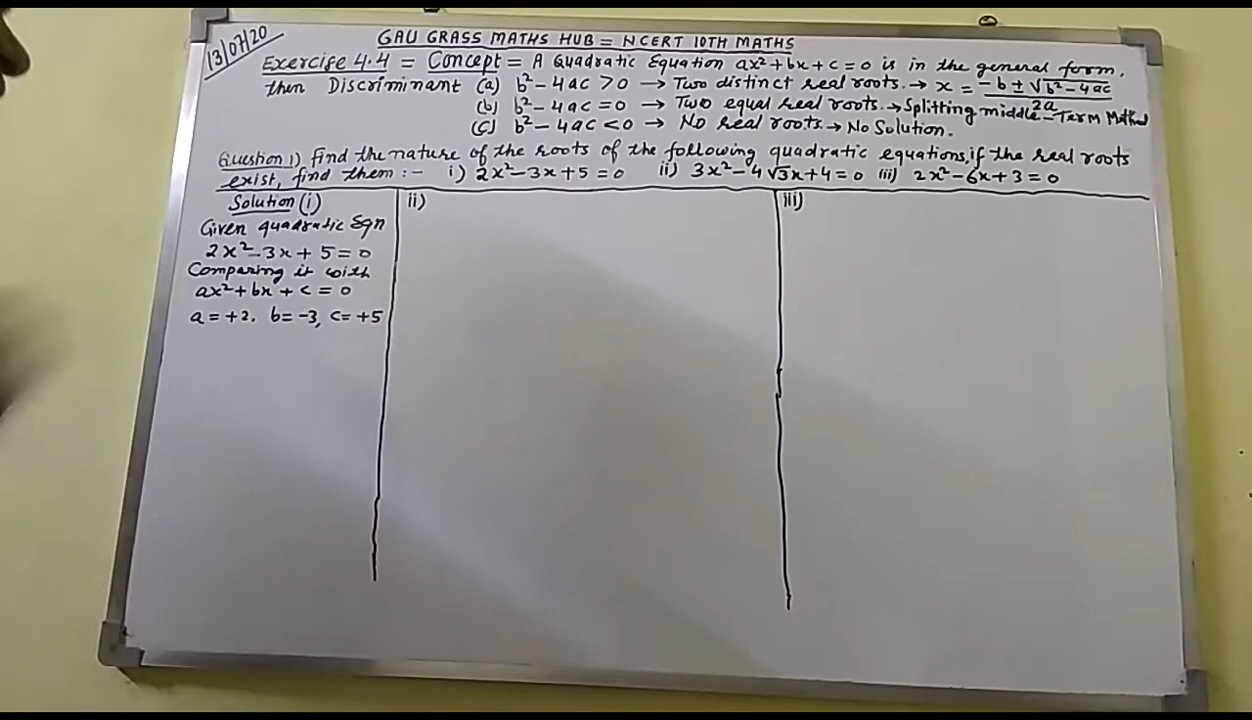 13/07/20
GAU GRASS MATHS HUB = NCERT 10TH MATHS
Exercise 4.4 = Concept = A Quadratic Equation ax²+bx+c=0 is in the general form,
then Discriminant (a) b²-4ac>0 → Two distinct real roots. → x = (-b ± √(b²-4ac))/2a
(b) b²-4ac=0 → Two equal real roots. → Splitting middle-Term Method
(c) b²-4ac<0 → No real roots. → No Solution.
Question 1) Find the nature of the roots of the following quadratic equations, if the real roots
exist, find them :- i) 2x²-3x+5=0 ii) 3x²-4√3x+4=0 iii) 2x²-6x+3=0
Solution (i)
Given quadratic Eqn
2x²-3x+5=0
Comparing it with
ax²+bx+c=0
a=+2, b=-3, c=+5
ii)
iii)